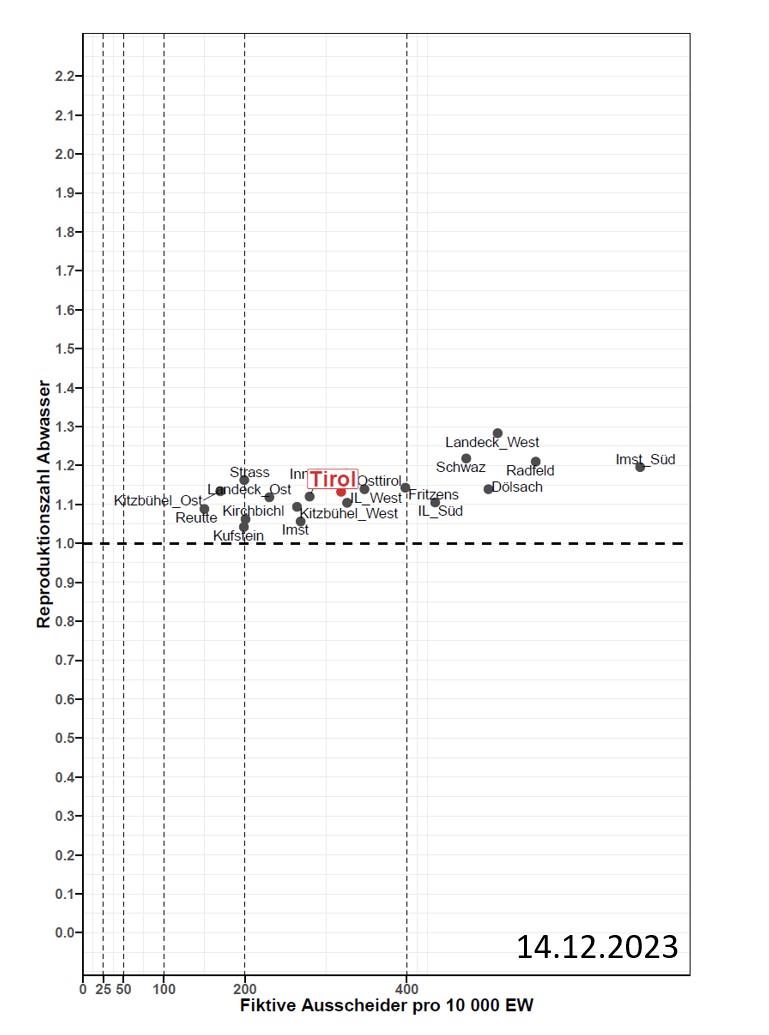 Reproduktionszahl Abwasser
2.2
2.1
2.0
1.9
1.8
1.7
1.6
1.5
1.4
1.3
1.2
1.1
1.0
0.9
0.8
0.7
0.6
0.5
0.4
0.3
0.2
0.1
0.0
Landeck_West
Imst_Süd
Schwaz
Radfeld
Strass
Inn
Tirol
Osttirol
Landeck_Ost
Dölsach
Kitzbühel_Ost
IL_West
Fritzens
Reutte
Kirchbichl
Kitzbühel_West
IL_Süd
Kufstein
Imst
14.12.2023
0 25 50 100 200 400
Fiktive Ausscheider pro 10 000 EW